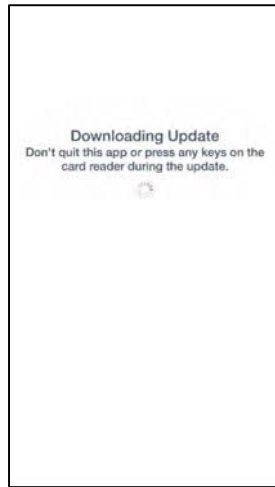 Downloading Update
Don't quit this app or press any keys on the
card reader during the update.